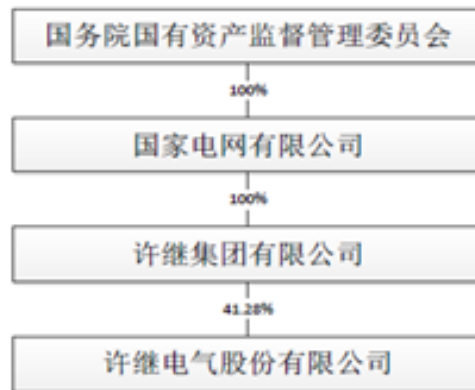 国务院国有资产监督管理委员会
100%
国家电网有限公司
100%
许继集团有限公司
41.28%
许继电气股份有限公司